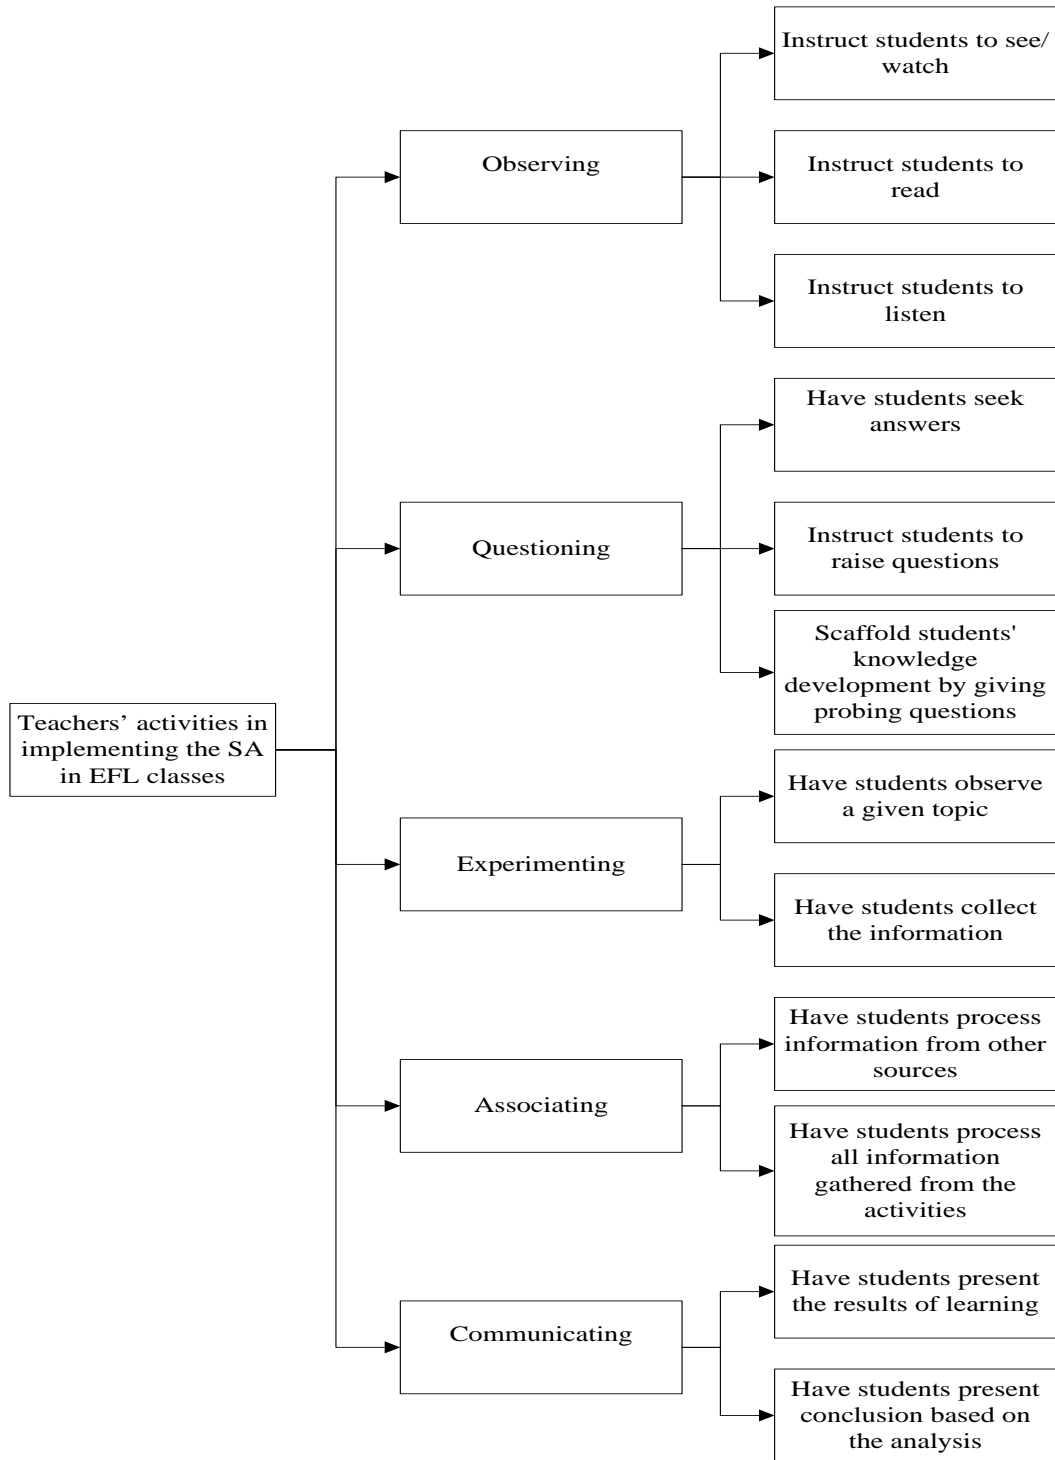 Instruct students to see/
watch
Observing
Instruct students to
read
Instruct students to
listen
Have students seek
answers
Questioning
Instruct students to
raise questions
Scaffold students'
knowledge
development by giving
probing questions
Teachers’ activities in
implementing the SA
in EFL classes
Have students observe
a given topic
Experimenting
Have students collect
the information
Have students process
information from other
sources
Associating
Have students process
all information
gathered from the
activities
Have students present
the results of learning
Communicating
Have students present
conclusion based on
the analysis